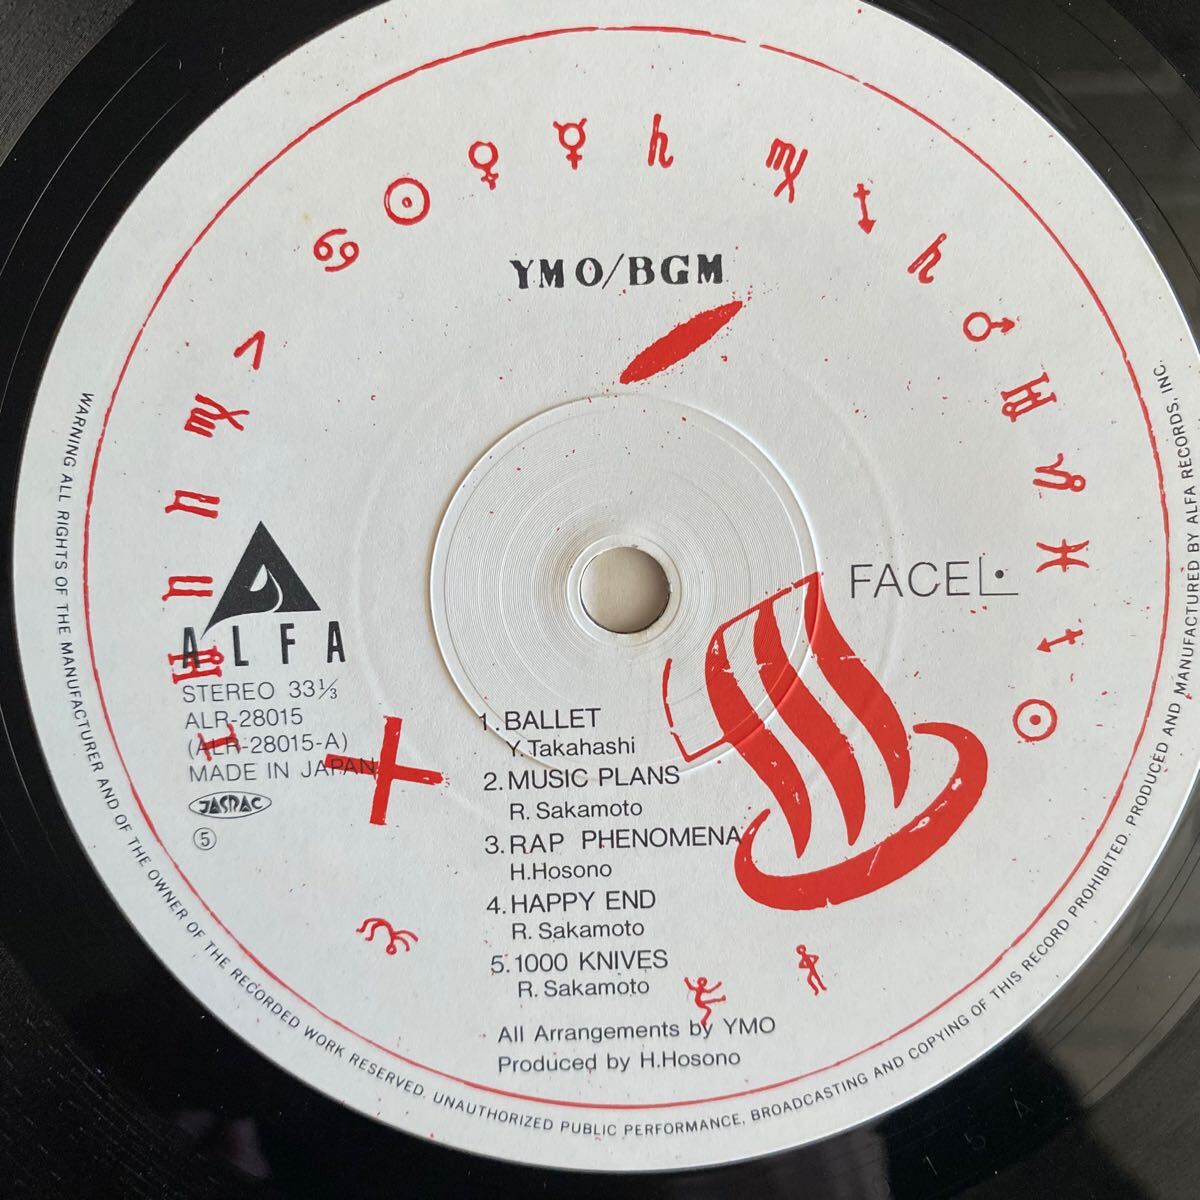 YMO/BGM
FACE L.
ALFA
STEREO 33⅓
ALR-28015
(ALR-28015-A)
MADE IN JAPAN
JASRAC
⑤
1. BALLET
Y. Takahashi
2. MUSIC PLANS
R. Sakamoto
3. RAP PHENOMENA
H.Hosono
4. HAPPY END
R. Sakamoto
5. 1000 KNIVES
R. Sakamoto
All Arrangements by YMO
Produced by H.Hosono
WARNING ALL RIGHTS OF THE MANUFACTURER AND OF THE OWNER OF THE RECORDED WORK RESERVED. UNAUTHORIZED PUBLIC PERFORMANCE, BROADCASTING AND COPYING OF THIS RECORD PROHIBITED. PRODUCED AND MANUFACTURED BY ALFA RECORDS, INC.